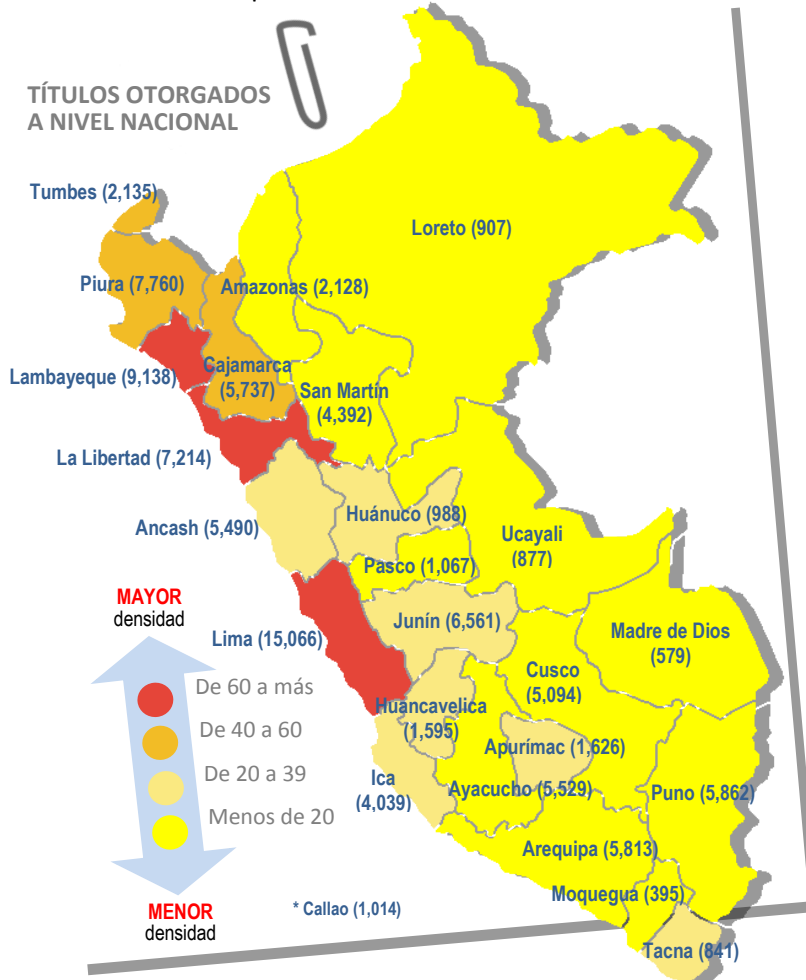 TÍTULOS OTORGADOS
A NIVEL NACIONAL
Tumbes (2,135)
Loreto (907)
Piura (7,760)
Amazonas (2,128)
Lambayeque (9,138)
Cajamarca
(5,737)
San Martín
(4,392)
La Libertad (7,214)
Ancash (5,490)
Huánuco (988)
Ucayali
(877)
Pasco (1,067)
MAYOR
densidad
Lima (15,066)
Junín (6,561)
Madre de Dios
(579)
Cusco
(5,094)
De 60 a más
De 40 a 60
De 20 a 39
Menos de 20
Huancavelica
(1,595)
Apurímac (1,626)
Ica
(4,039)
Ayacucho (5,529)
Puno (5,862)
Arequipa (5,813)
Moquegua (395)
MENOR
densidad
* Callao (1,014)
Tacna (841)